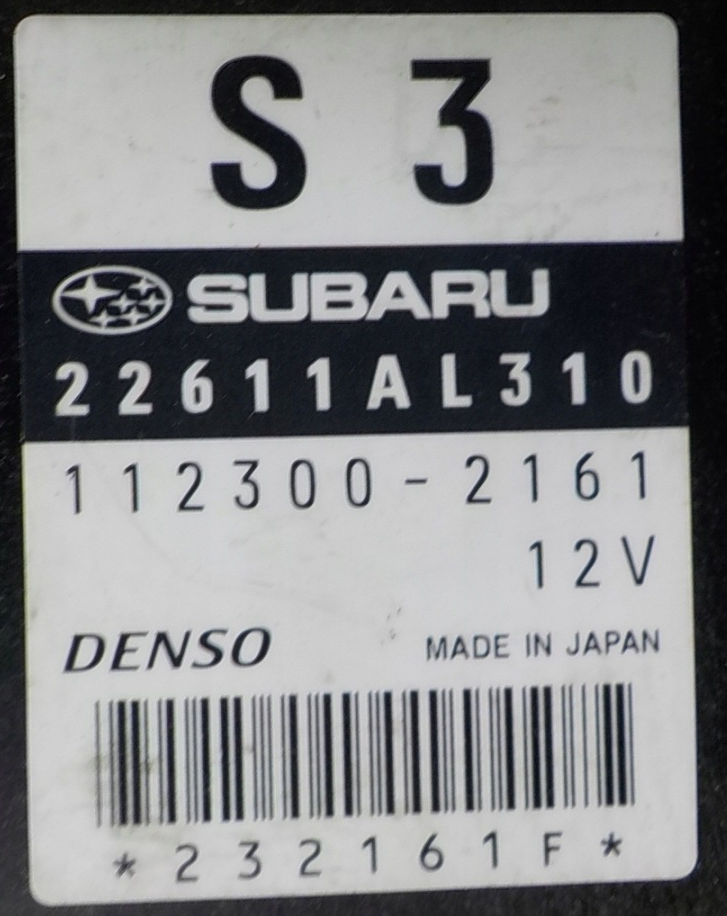 S 3
SUBARU
22611AL310
112300-2161
12V
DENSO MADE IN JAPAN
*232161F*